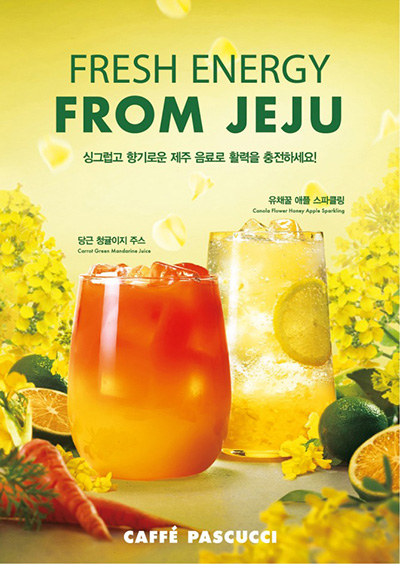 FRESH ENERGY
FROM JEJU
싱그럽고 향기로운 제주 음료로 활력을 충전하세요!
유채꿀 애플 스파클링
Canola Flower Honey Apple Sparkling
당근 청귤이지 주스
Carrot Green Mandarine Juice
CAFFÉ PASCUCCI